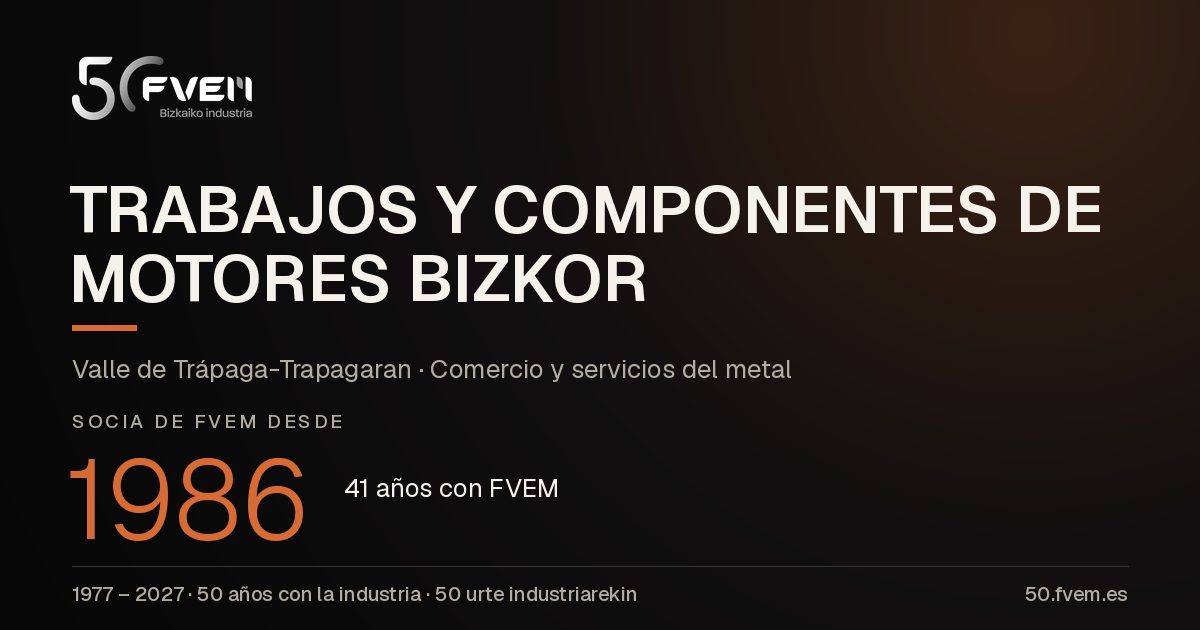 50 FVEM
Bizkaiko industria
TRABAJOS Y COMPONENTES DE
MOTORES BIZKOR
Valle de Trápaga-Trapagaran · Comercio y servicios del metal
SOCIA DE FVEM DESDE
1986
41 años con FVEM
1977 – 2027 · 50 años con la industria · 50 urte industriarekin
50.fvem.es